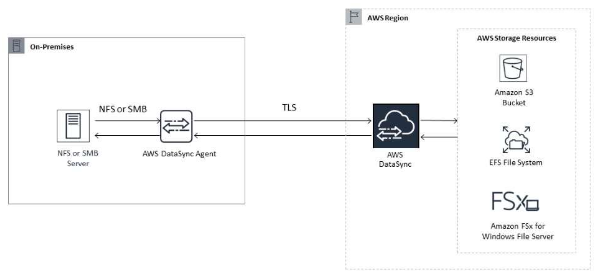 On-Premises
NFS or SMB
NFS or SMB
Server
AWS DataSync Agent
TLS
AWS Region
AWS
DataSync
AWS Storage Resources
Amazon S3
Bucket
EFS File System
FSx
Amazon FSx for
Windows File Server